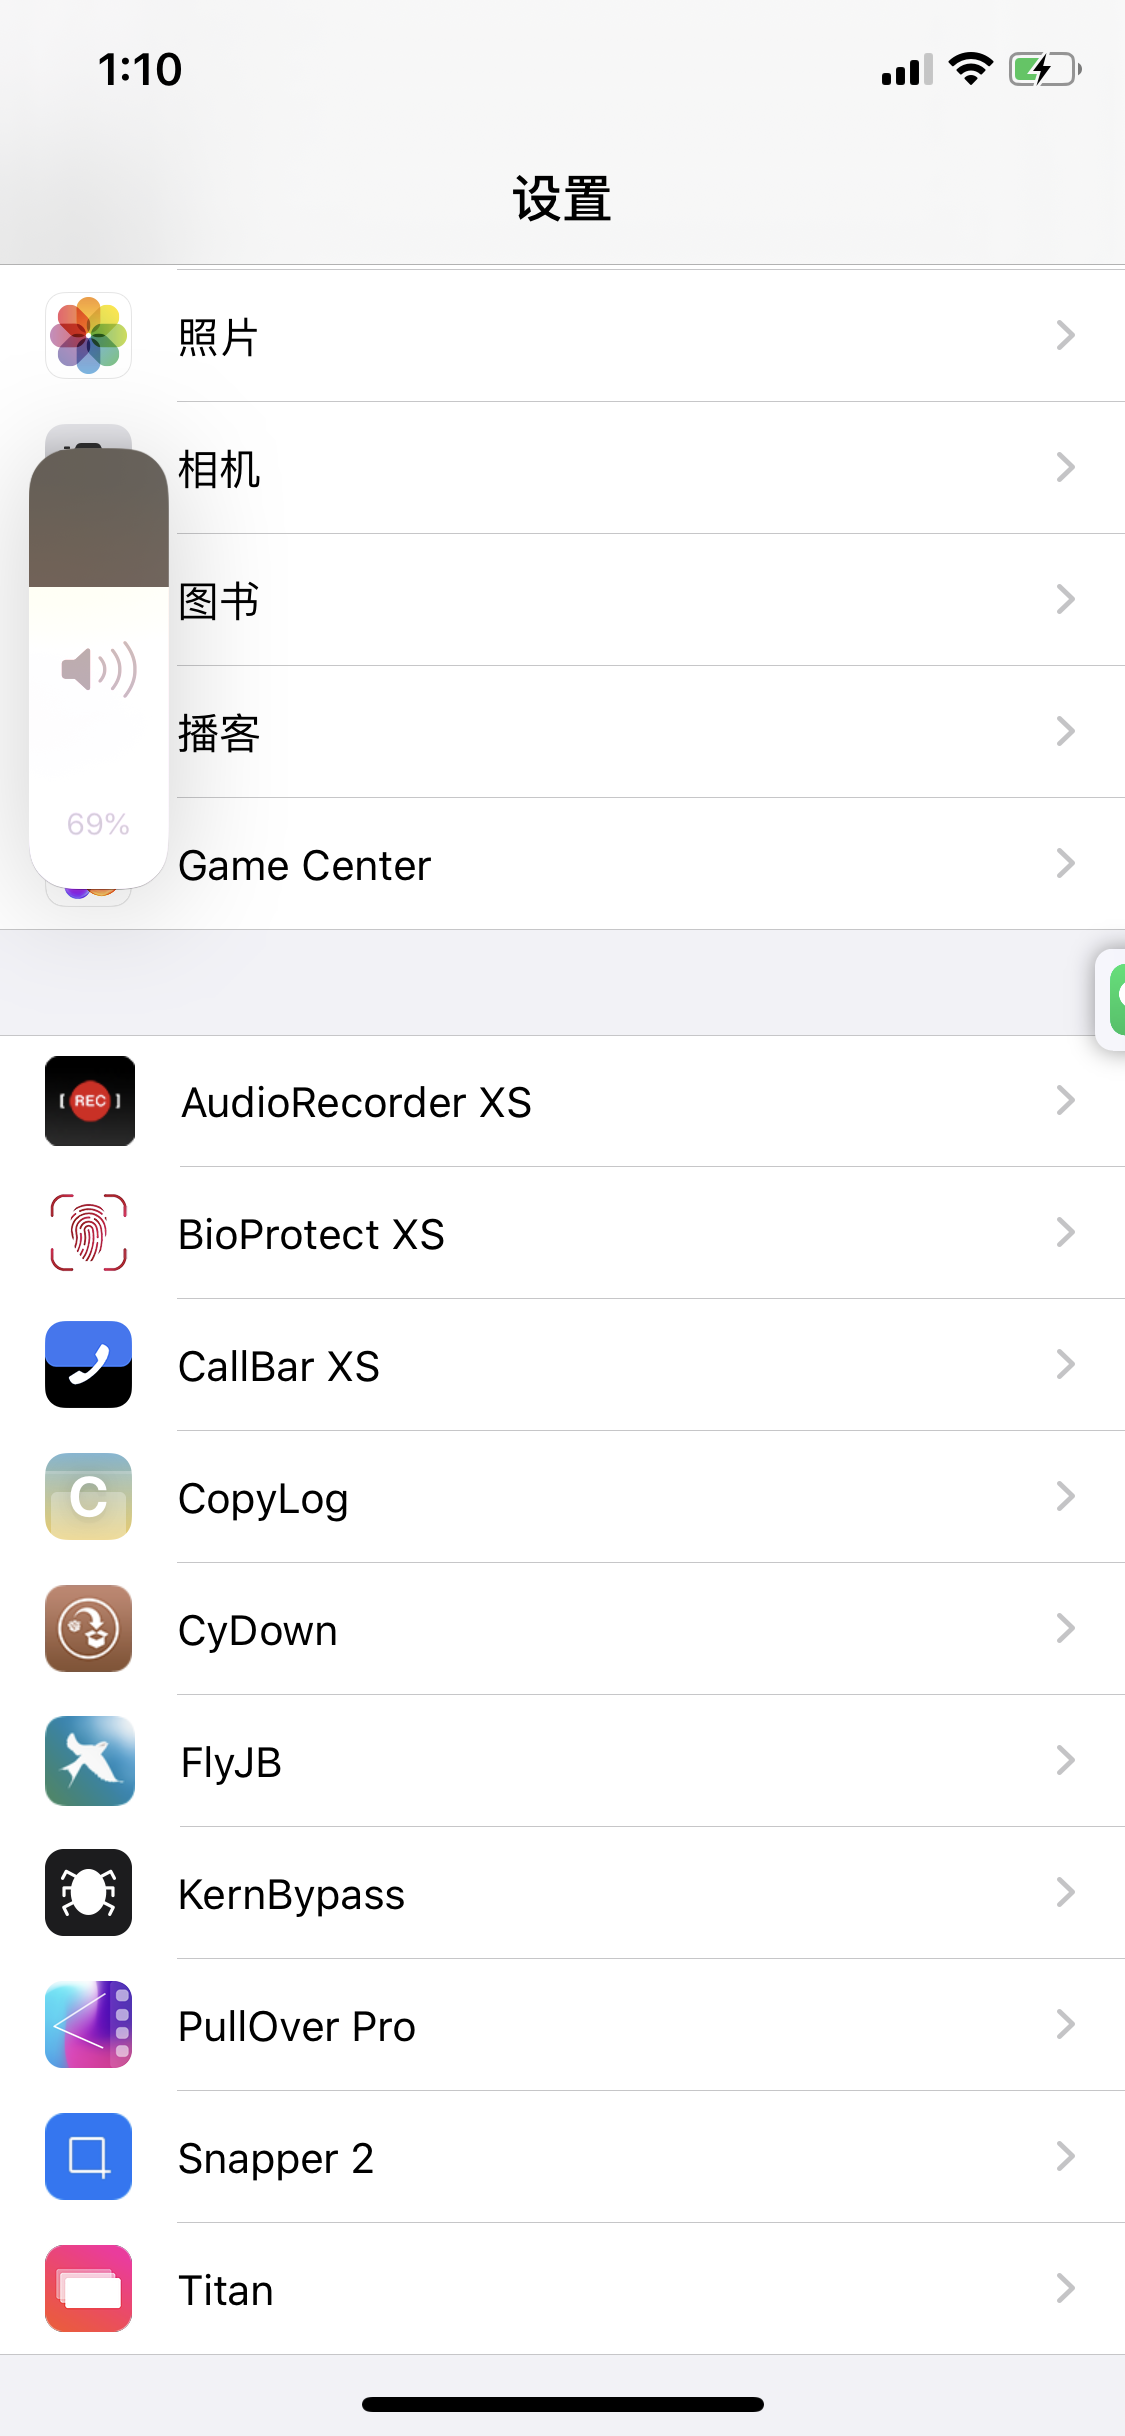 1:10
设置
照片
相机
图书
播客
69%
Game Center
REC
AudioRecorder XS
BioProtect XS
CallBar XS
C
CopyLog
CyDown
FlyJB
KernBypass
PullOver Pro
Snapper 2
Titan